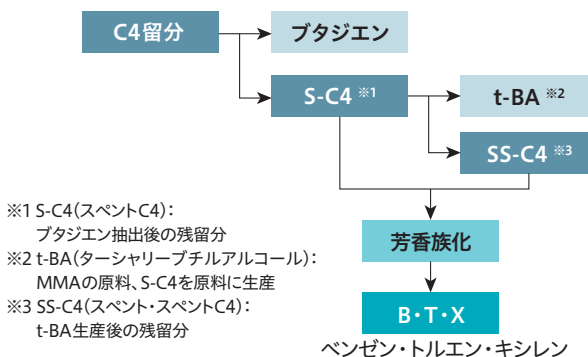 C4留分
ブタジエン
S-C4 ※1
t-BA ※2
SS-C4 ※3
※1 S-C4(スペントC4):
ブタジエン抽出後の残留分
※2 t-BA(ターシャリーブチルアルコール):
MMAの原料、S-C4を原料に生産
※3 SS-C4(スペント・スペントC4):
t-BA生産後の残留分
芳香族化
B・T・X
ベンゼン・トルエン・キシレン